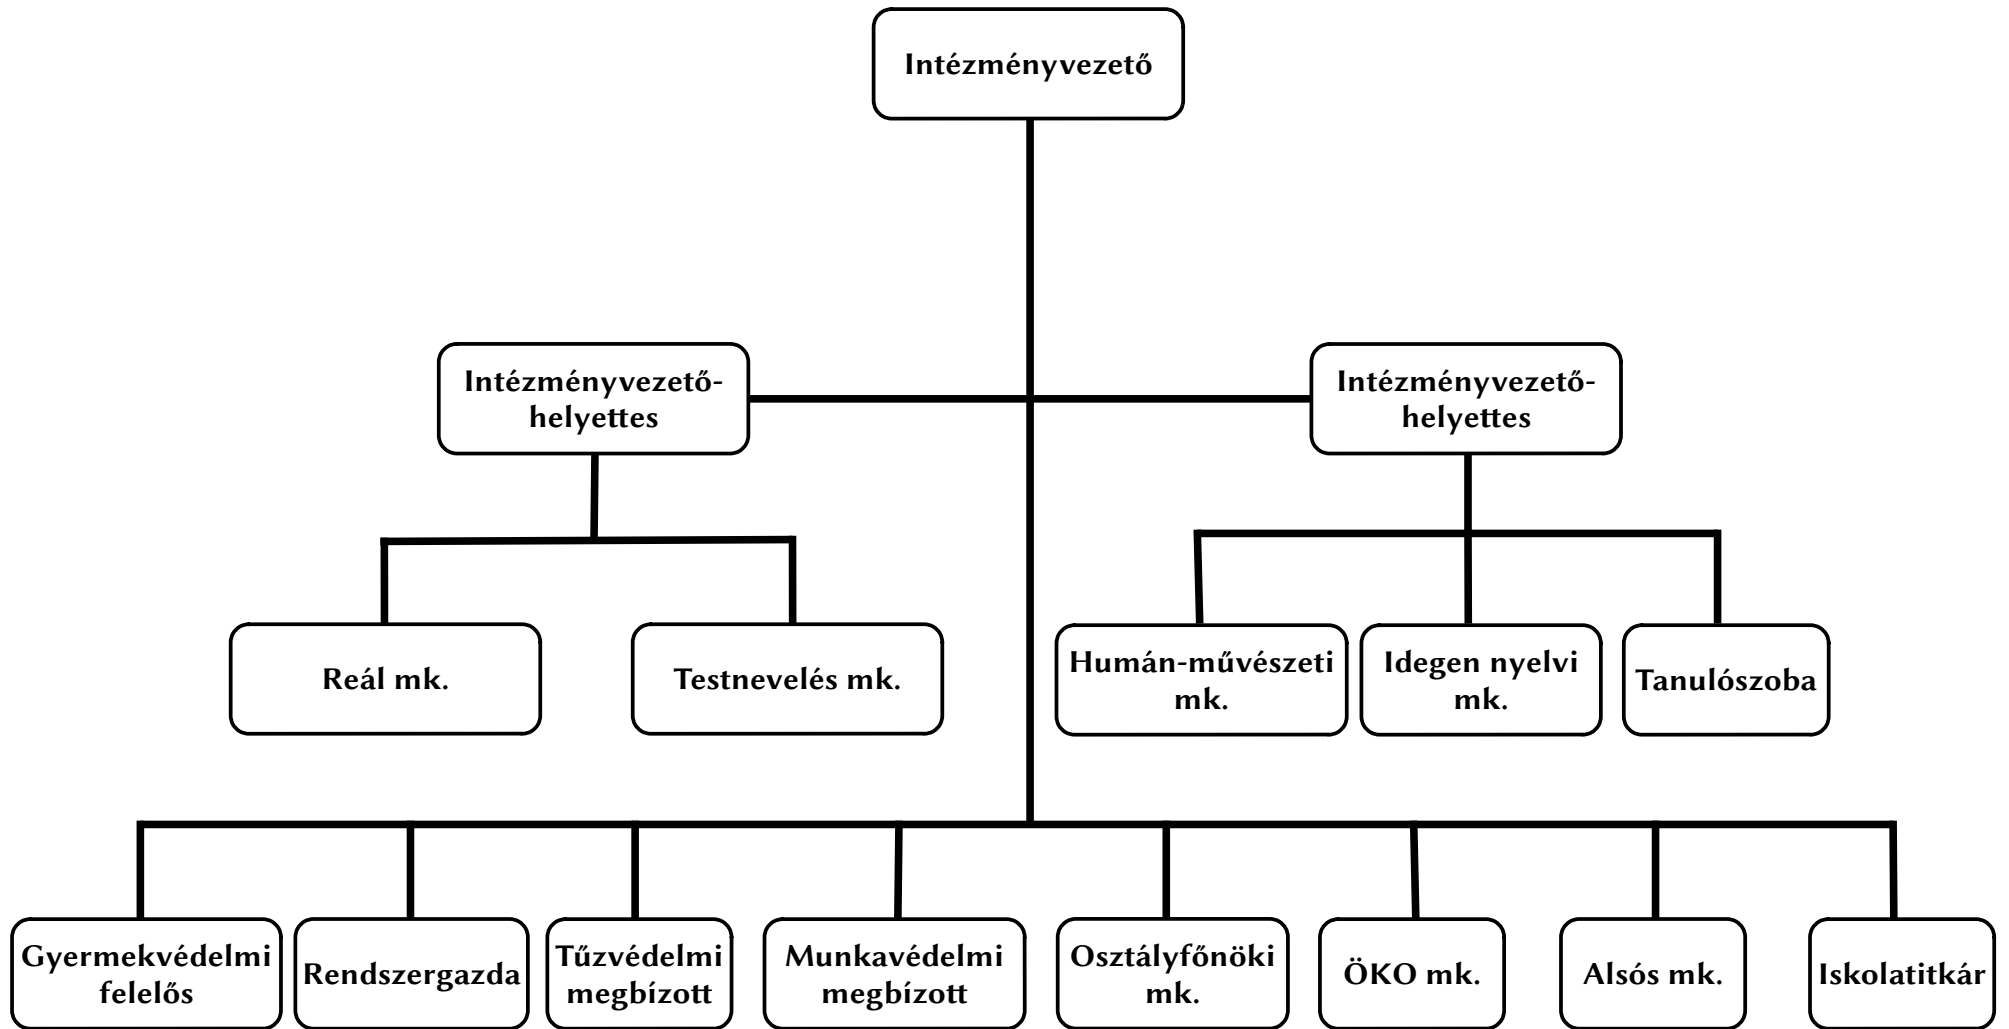 Intézményvezető
Intézményvezető-
helyettes
Intézményvezető-
helyettes
Reál mk.
Testnevelés mk.
Humán-művészeti
mk.
Idegen nyelvi
mk.
Tanulószoba
Gyermekvédelmi
felelős
Rendszergazda
Tűzvédelmi
megbízott
Munkavédelmi
megbízott
Osztályfőnöki
mk.
ÖKO mk.
Alsós mk.
Iskolatitkár